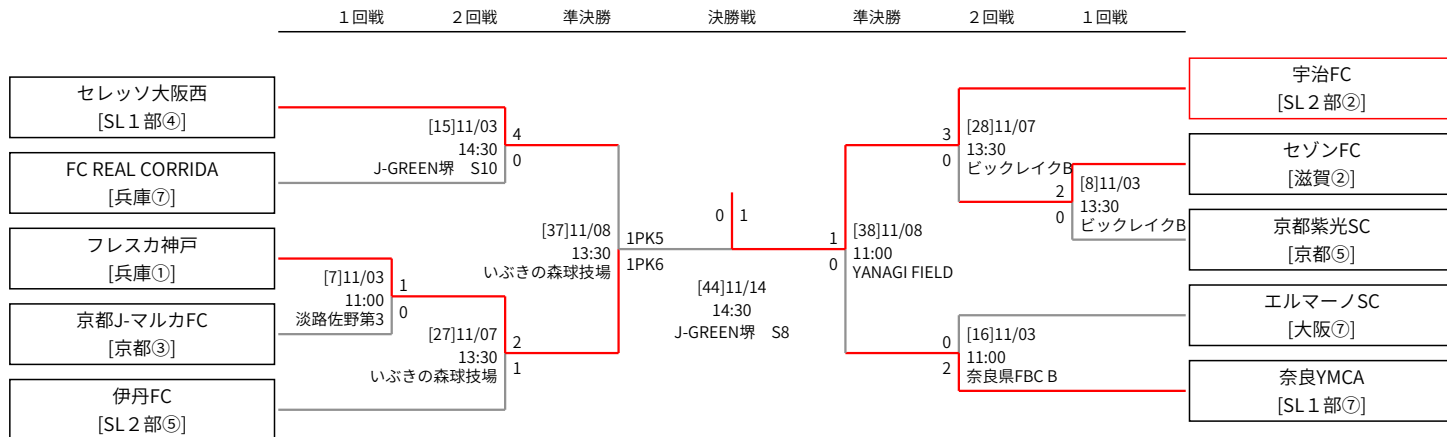 １回戦 ２回戦 準決勝 決勝戦 準決勝 ２回戦 １回戦
セレッソ大阪西
[SL１部④]
FC REAL CORRIDA
[兵庫⑦]
フレスカ神戸
[兵庫①]
京都J-マルカFC
[京都③]
伊丹FC
[SL２部⑤]
[15]11/03
14:30
J-GREEN堺　S10
4
0
[7]11/03
11:00
淡路佐野第3
1
0
[27]11/07
13:30
いぶきの森球技場
2
1
[37]11/08
13:30
いぶきの森球技場
1PK5
1PK6
0 1
[44]11/14
14:30
J-GREEN堺　S8
1
0
[38]11/08
11:00
YANAGI FIELD
3
0
[28]11/07
13:30
ビックレイクB
2
0
[8]11/03
13:30
ビックレイクB
0
2
[16]11/03
11:00
奈良県FBC B
宇治FC
[SL２部②]
セゾンFC
[滋賀②]
京都紫光SC
[京都⑤]
エルマーノSC
[大阪⑦]
奈良YMCA
[SL１部⑦]